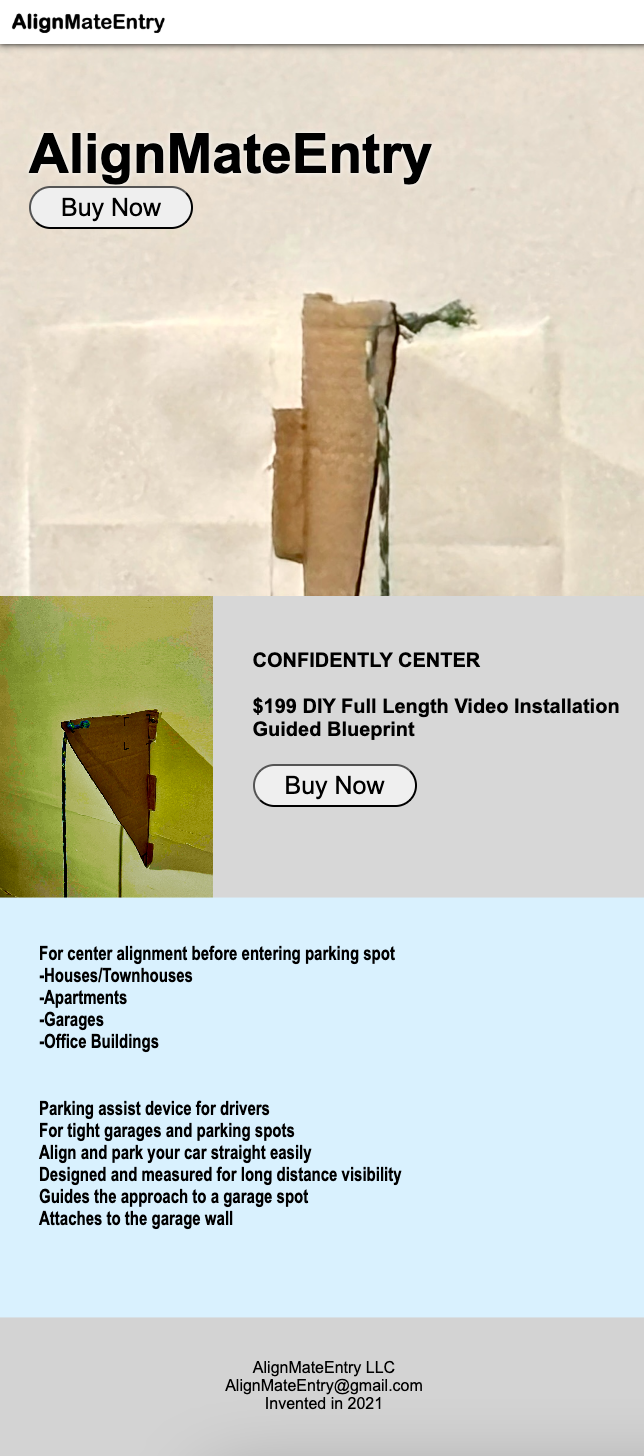 AlignMateEntry
AlignMateEntry
Buy Now
CONFIDENTLY CENTER
$199 DIY Full Length Video Installation
Guided Blueprint
Buy Now
For center alignment before entering parking spot
-Houses/Townhouses
-Apartments
-Garages
-Office Buildings
Parking assist device for drivers
For tight garages and parking spots
Align and park your car straight easily
Designed and measured for long distance visibility
Guides the approach to a garage spot
Attaches to the garage wall
AlignMateEntry LLC
AlignMateEntry@gmail.com
Invented in 2021